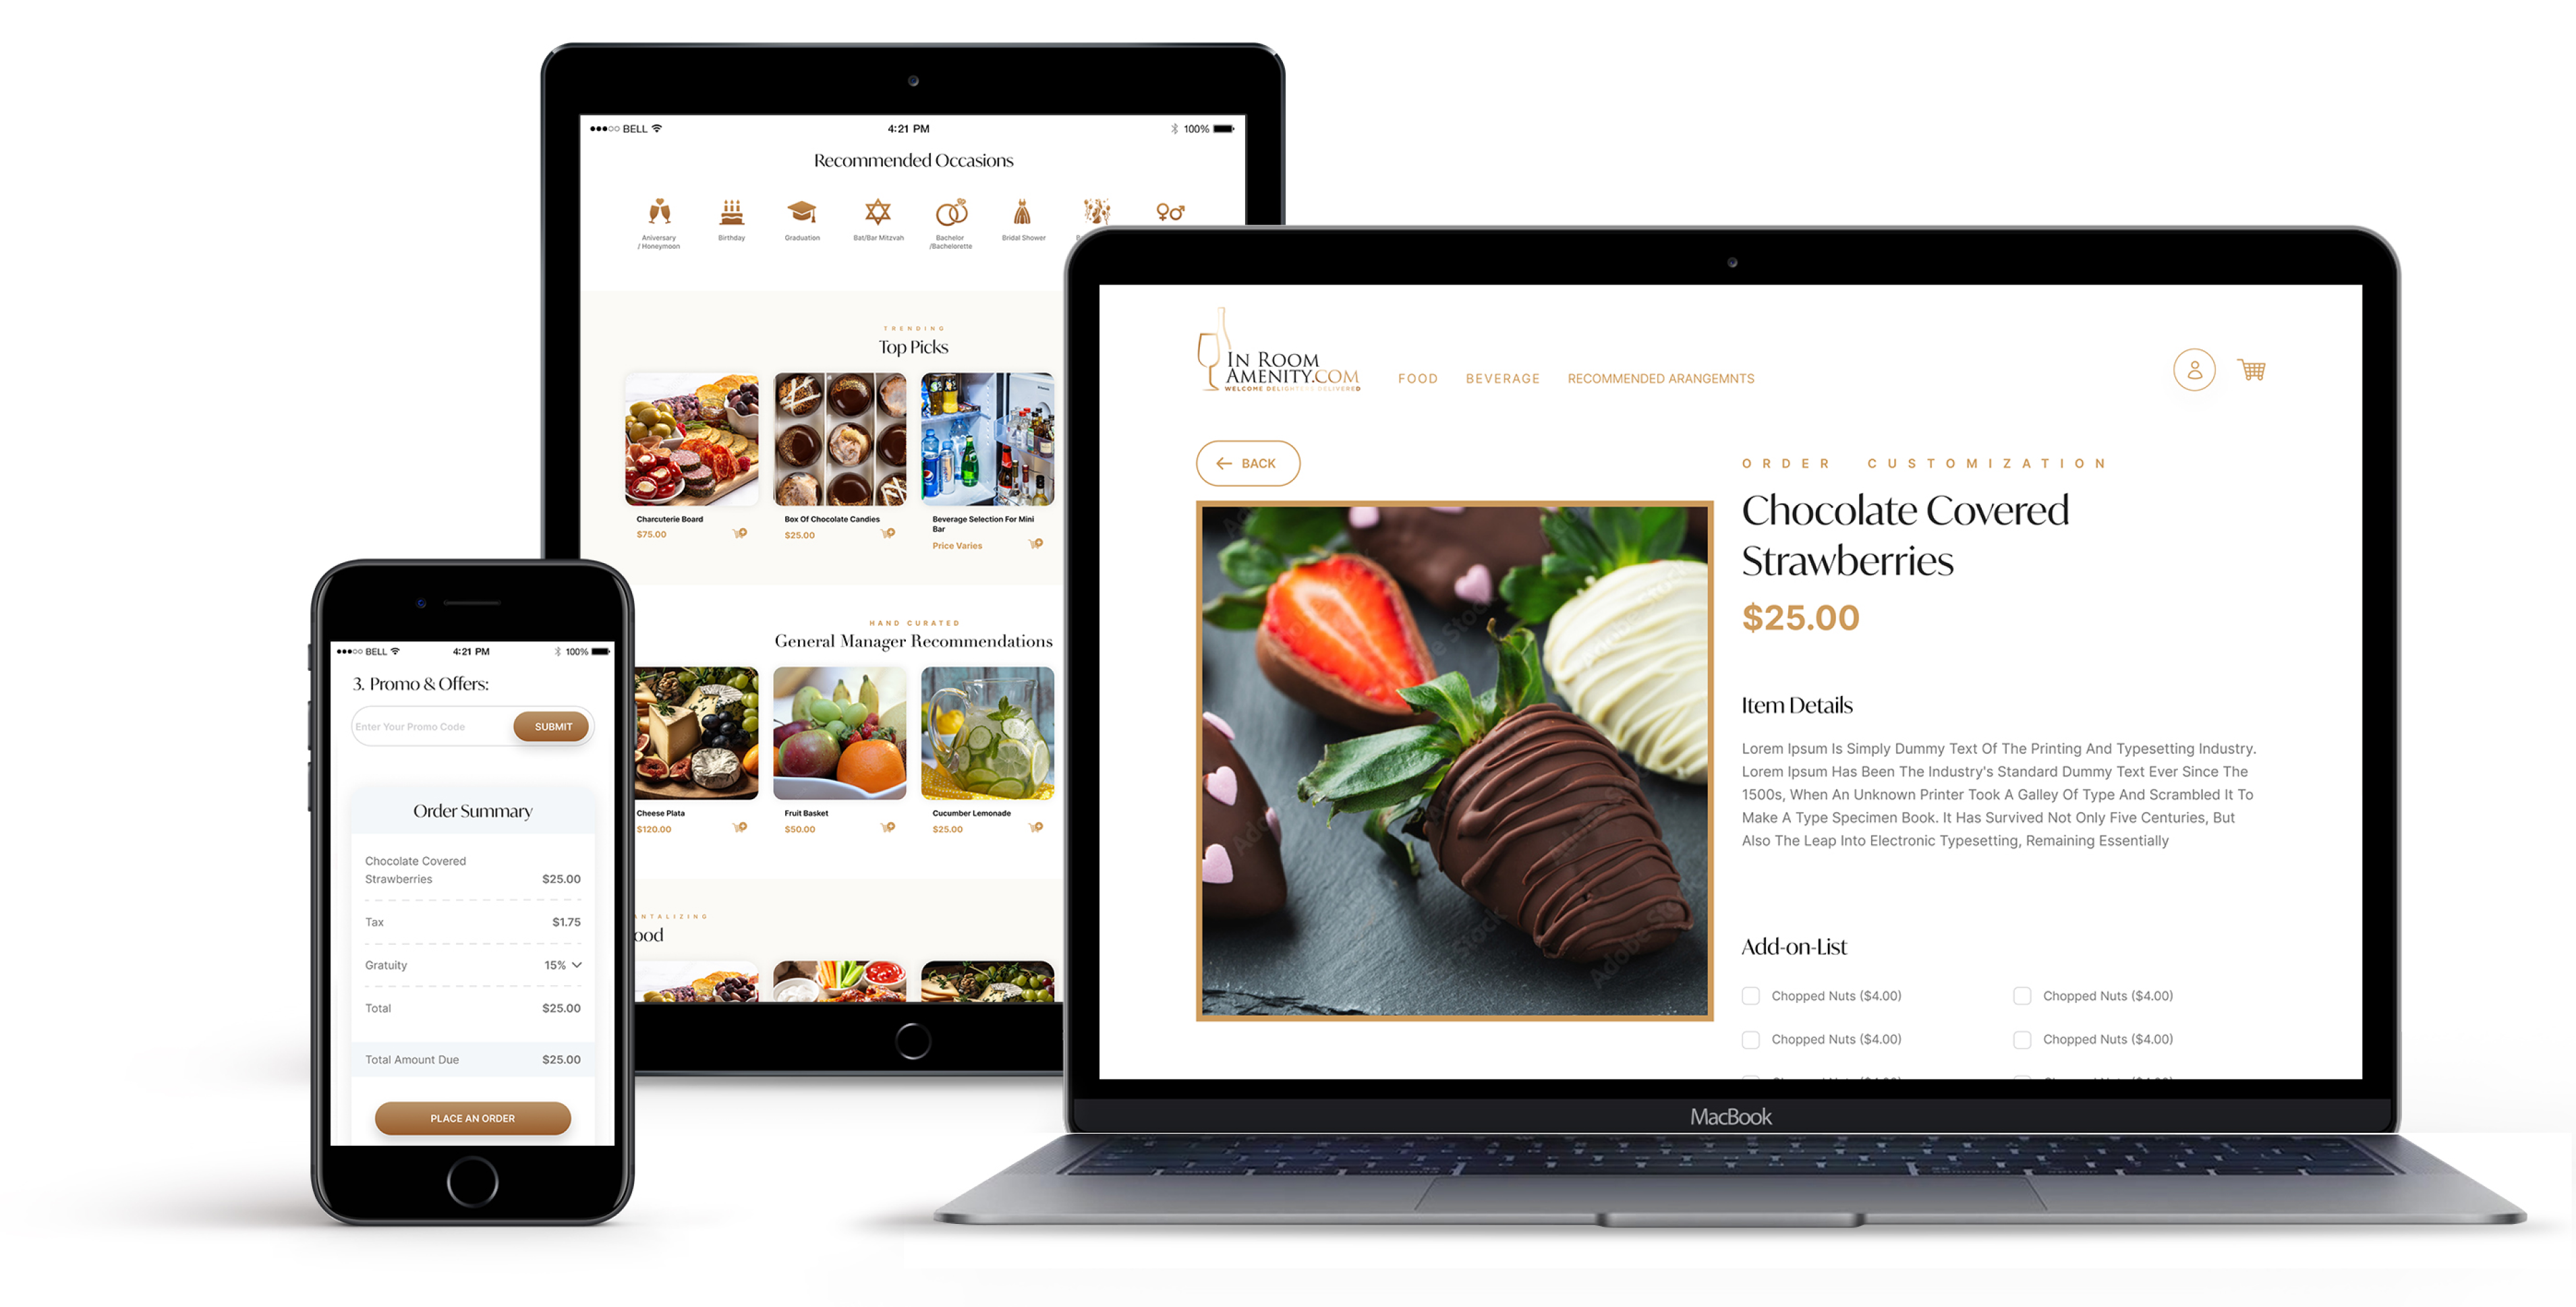 BELL
4:21 PM
100%
Recommended Occasions
Aniversary
/ Honeymoon
Birthday
Graduation
Bat/Bar Mitzvah
Bachelor
/Bachelorette
Bridal Shower
TRENDING
Top Picks
Charcuterie Board
$75.00
Box Of Chocolate Candies
$25.00
Beverage Selection For Mini
Bar
Price Varies
HAND CURATED
General Manager Recommendations
Cheese Plata
$120.00
Fruit Basket
$50.00
Cucumber Lemonade
$25.00
ANTALIZING
ood
BELL
4:21 PM
100%
3. Promo & Offers:
Enter Your Promo Code
SUBMIT
Order Summary
Chocolate Covered
Strawberries
$25.00
Tax
$1.75
Gratuity
15%
Total
$25.00
Total Amount Due
$25.00
PLACE AN ORDER
IN ROOM
AMENITY.COM
WELCOME DELIGHTS DELIVERED
FOOD
BEVERAGE
RECOMMENDED ARANGEMNTS
BACK
ORDER CUSTOMIZATION
Chocolate Covered
Strawberries
$25.00
Item Details
Lorem Ipsum Is Simply Dummy Text Of The Printing And Typesetting Industry.
Lorem Ipsum Has Been The Industry's Standard Dummy Text Ever Since The
1500s, When An Unknown Printer Took A Galley Of Type And Scrambled It To
Make A Type Specimen Book. It Has Survived Not Only Five Centuries, But
Also The Leap Into Electronic Typesetting, Remaining Essentially
Add-on-List
Chopped Nuts ($4.00)
Chopped Nuts ($4.00)
Chopped Nuts ($4.00)
Chopped Nuts ($4.00)
MacBook